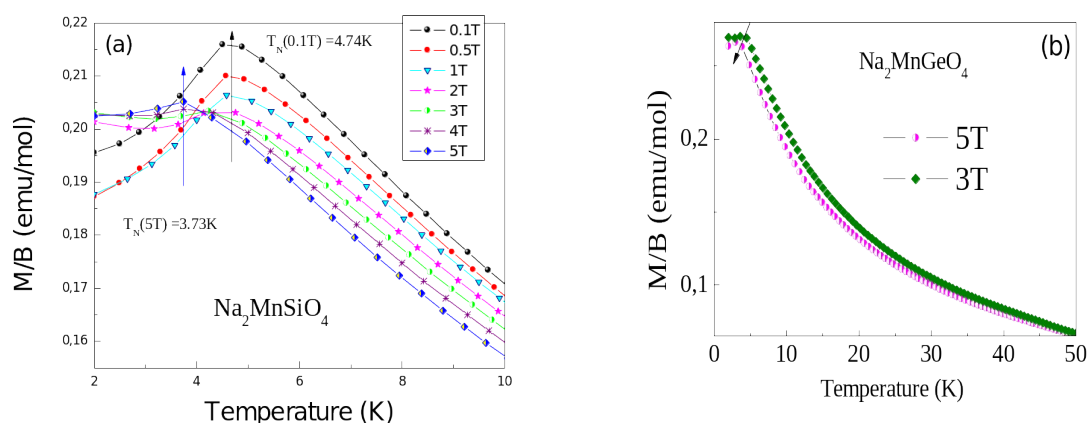 (a)
0,22
0,21
0,20
0,19
0,18
0,17
0,16
M/B (emu/mol)
T_N(0.1T) = 4.74K
T_N(5T) =3.73K
Na₂MnSiO₄
0.1T
0.5T
1T
2T
3T
4T
5T
2 4 6 8 10
Temperature (K)
(b)
Na₂MnGeO₄
5T
3T
0,2
0,1
M/B (emu/mol)
0 10 20 30 40 50
Temperature (K)